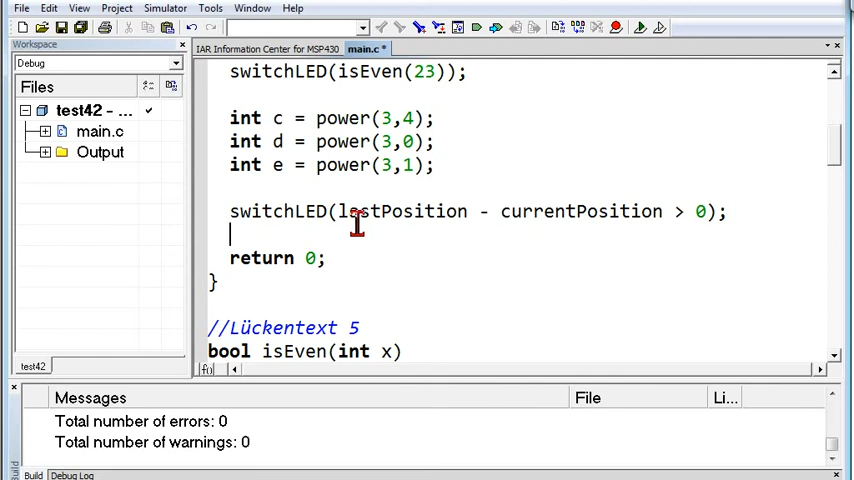 File Edit View Project Simulator Tools Window Help
Workspace
IAR Information Center for MSP430 main.c *
Debug
Files
test42 - ...
main.c
Output
test42
switchLED(isEven(23));
int c = power(3,4);
int d = power(3,0);
int e = power(3,1);
switchLED(lastPosition - currentPosition > 0);
return 0;
}
//Lückentext 5
bool isEven(int x)
f()
Messages File Li...
Total number of errors: 0
Total number of warnings: 0
Build
Build Debug Log